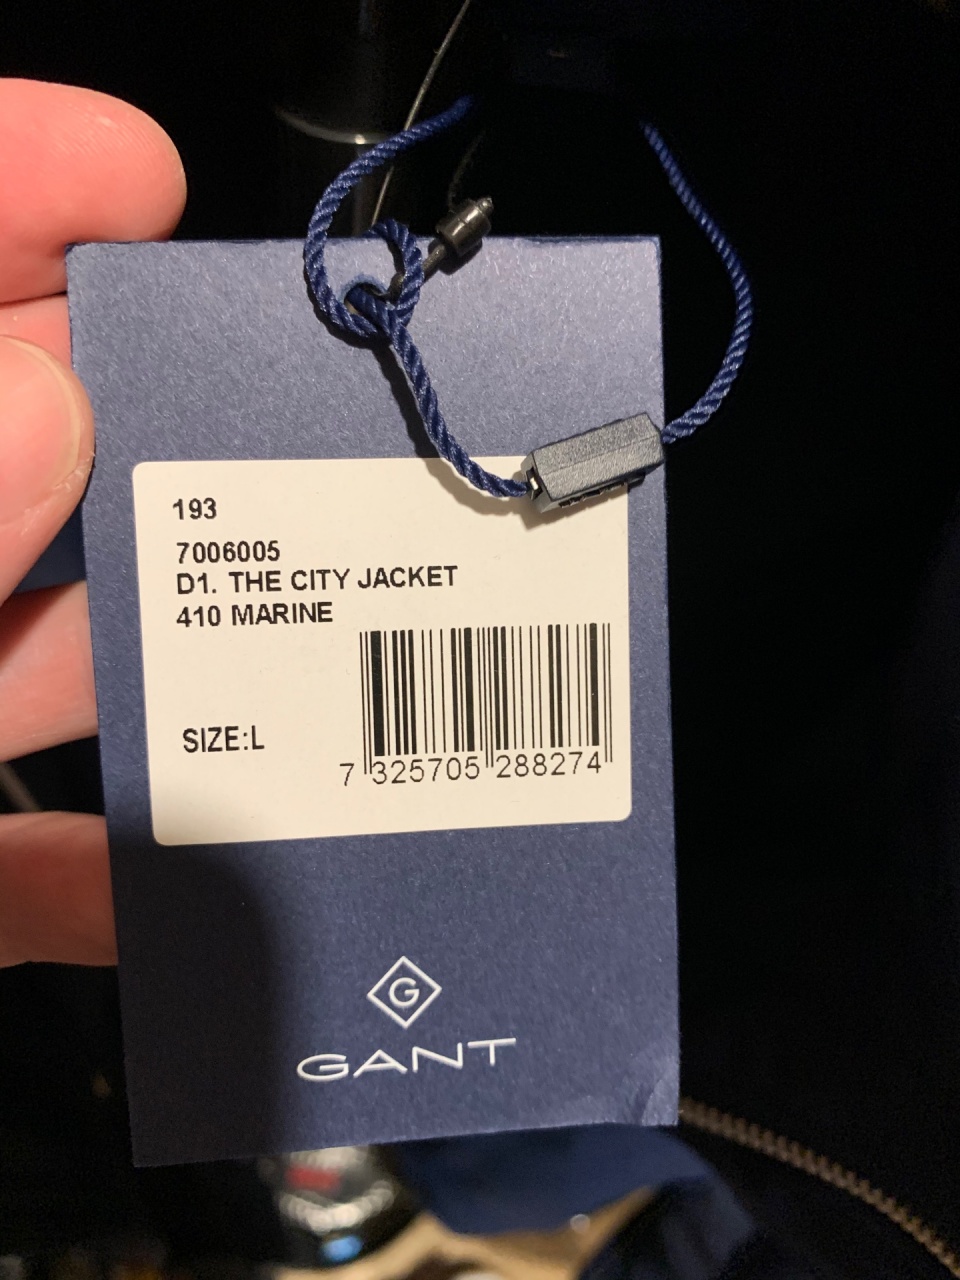 193
7006005
D1. THE CITY JACKET
410 MARINE
SIZE:L
7 325705 288274
G
GANT